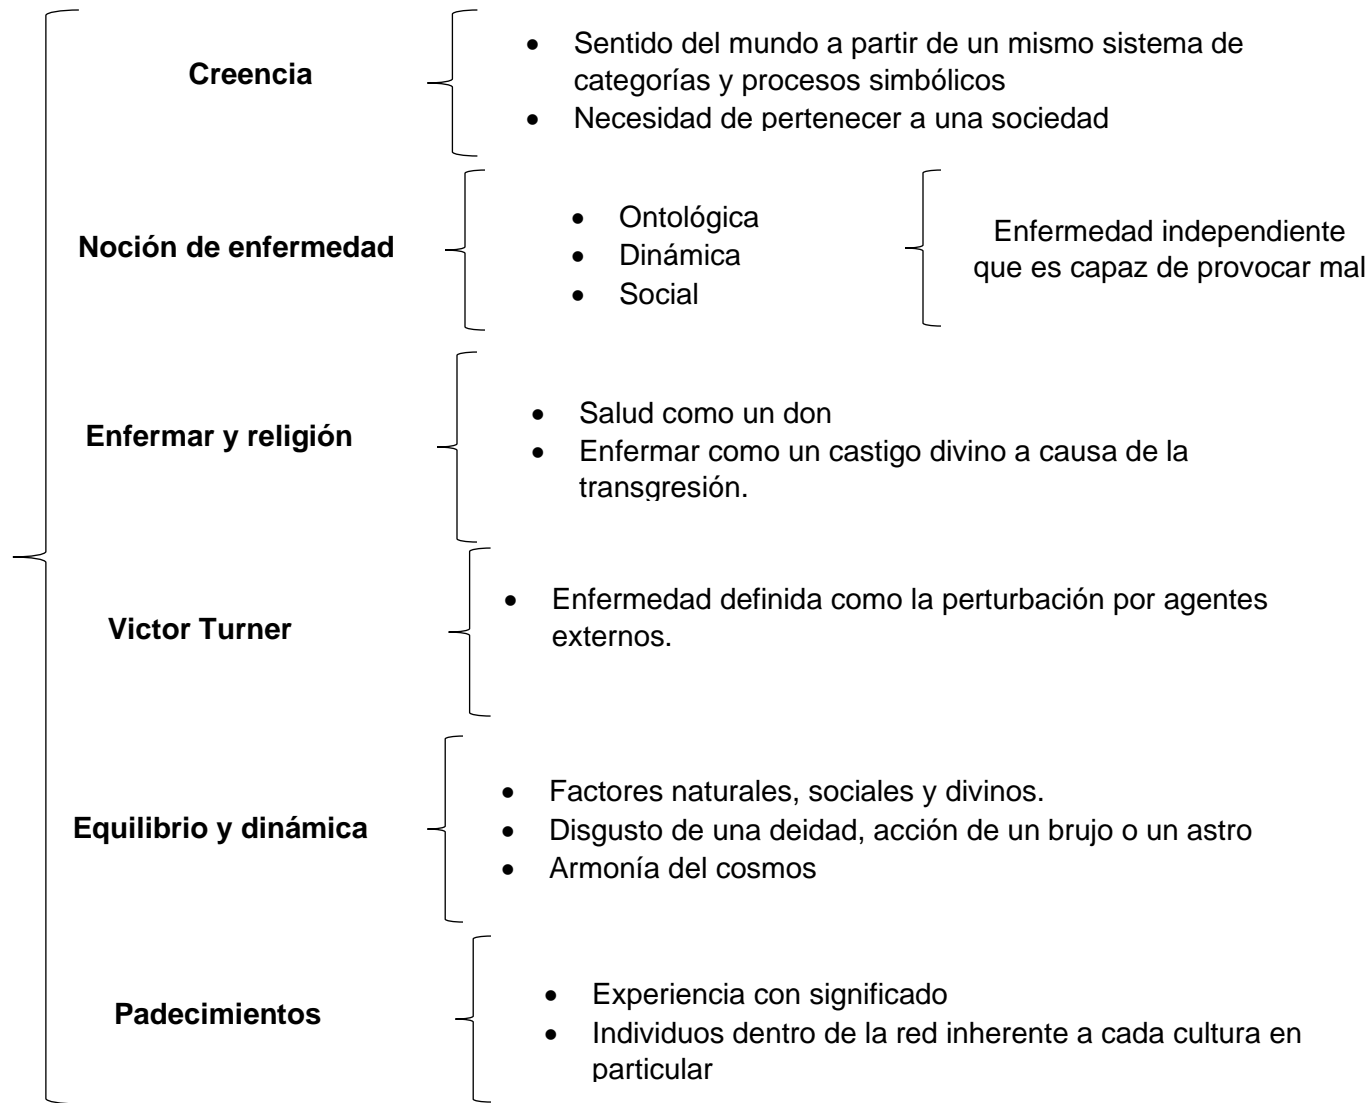 Creencia
• Sentido del mundo a partir de un mismo sistema de
categorías y procesos simbólicos
• Necesidad de pertenecer a una sociedad
Noción de enfermedad
• Ontológica
• Dinámica
• Social
Enfermedad independiente
que es capaz de provocar mal
Enfermar y religión
• Salud como un don
• Enfermar como un castigo divino a causa de la
transgresión.
Victor Turner
• Enfermedad definida como la perturbación por agentes
externos.
Equilibrio y dinámica
• Factores naturales, sociales y divinos.
• Disgusto de una deidad, acción de un brujo o un astro
• Armonía del cosmos
Padecimientos
• Experiencia con significado
• Individuos dentro de la red inherente a cada cultura en
particular